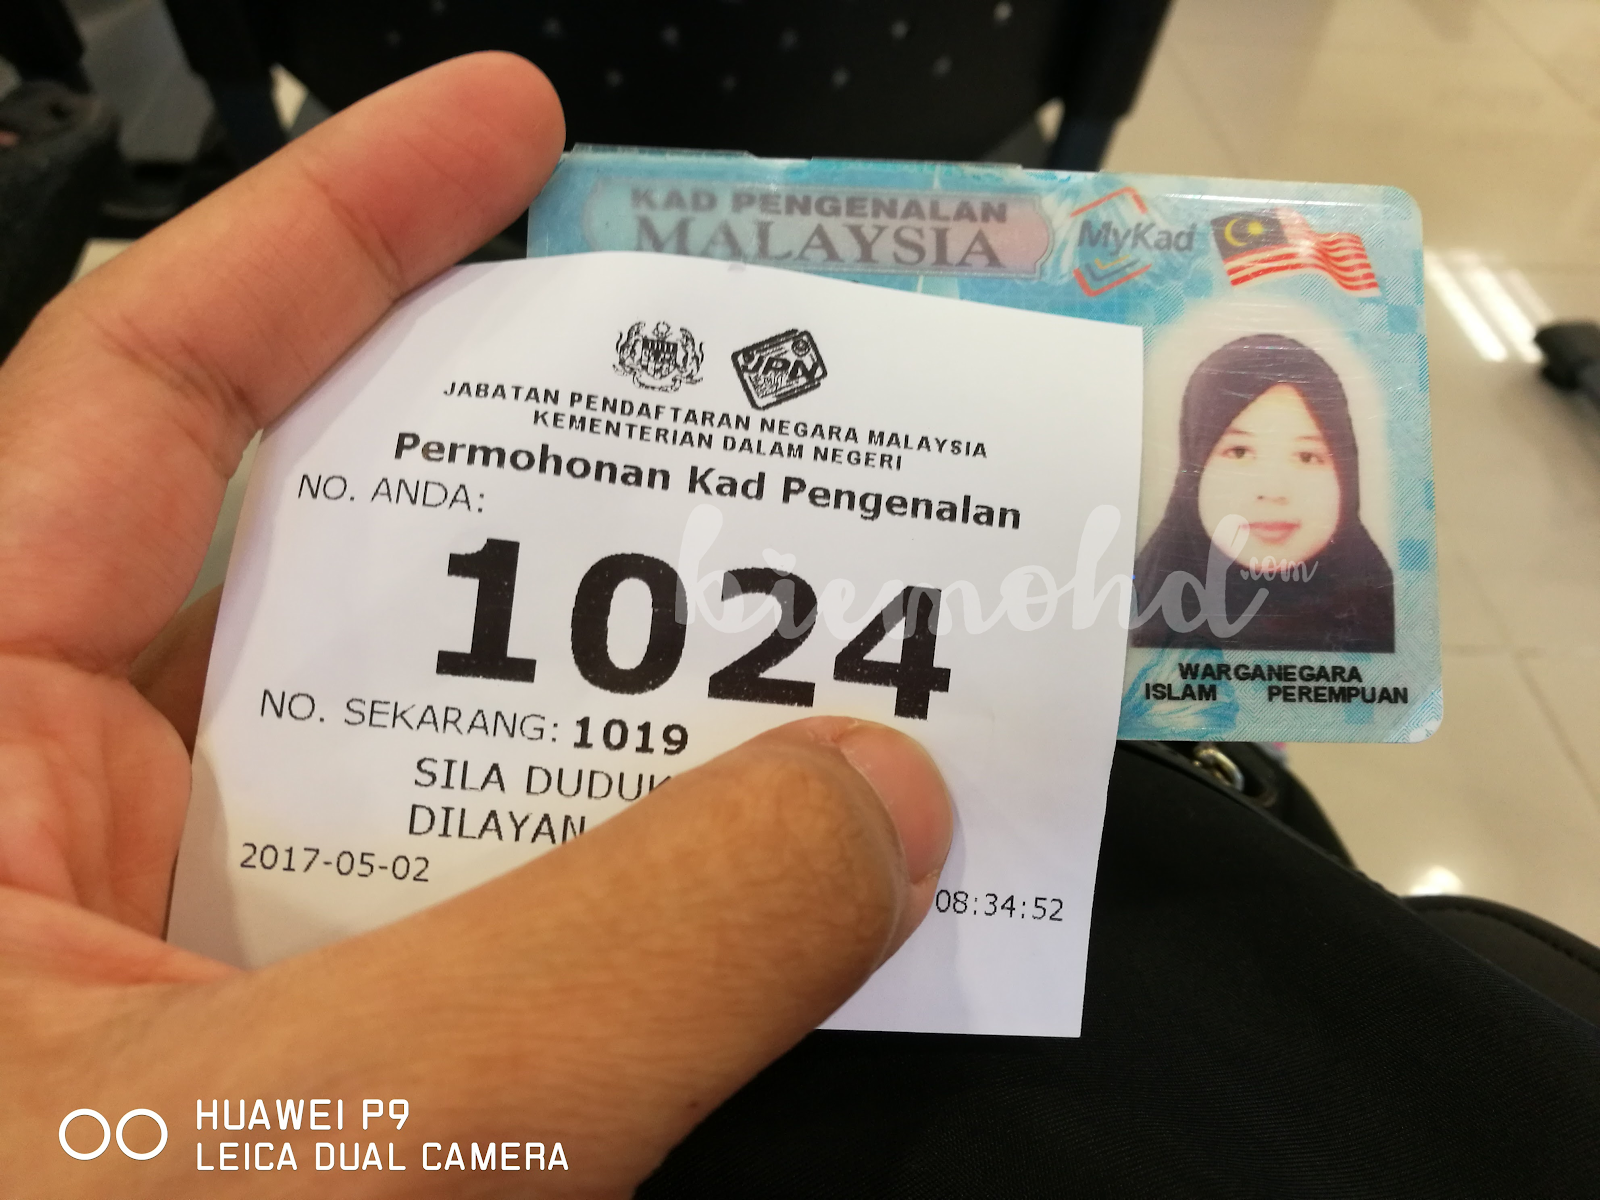 KAD PENGENALAN
MALAYSIA
MyKad
JPN
JABATAN PENDAFTARAN NEGARA MALAYSIA
KEMENTERIAN DALAM NEGERI
Permohonan Kad Pengenalan
NO. ANDA:
1024
kiemohd.com
NO. SEKARANG: 1019
SILA DUDUK
DILAYAN
2017-05-02
08:34:52
WARGANEGARA
ISLAM PEREMPUAN
HUAWEI P9
LEICA DUAL CAMERA